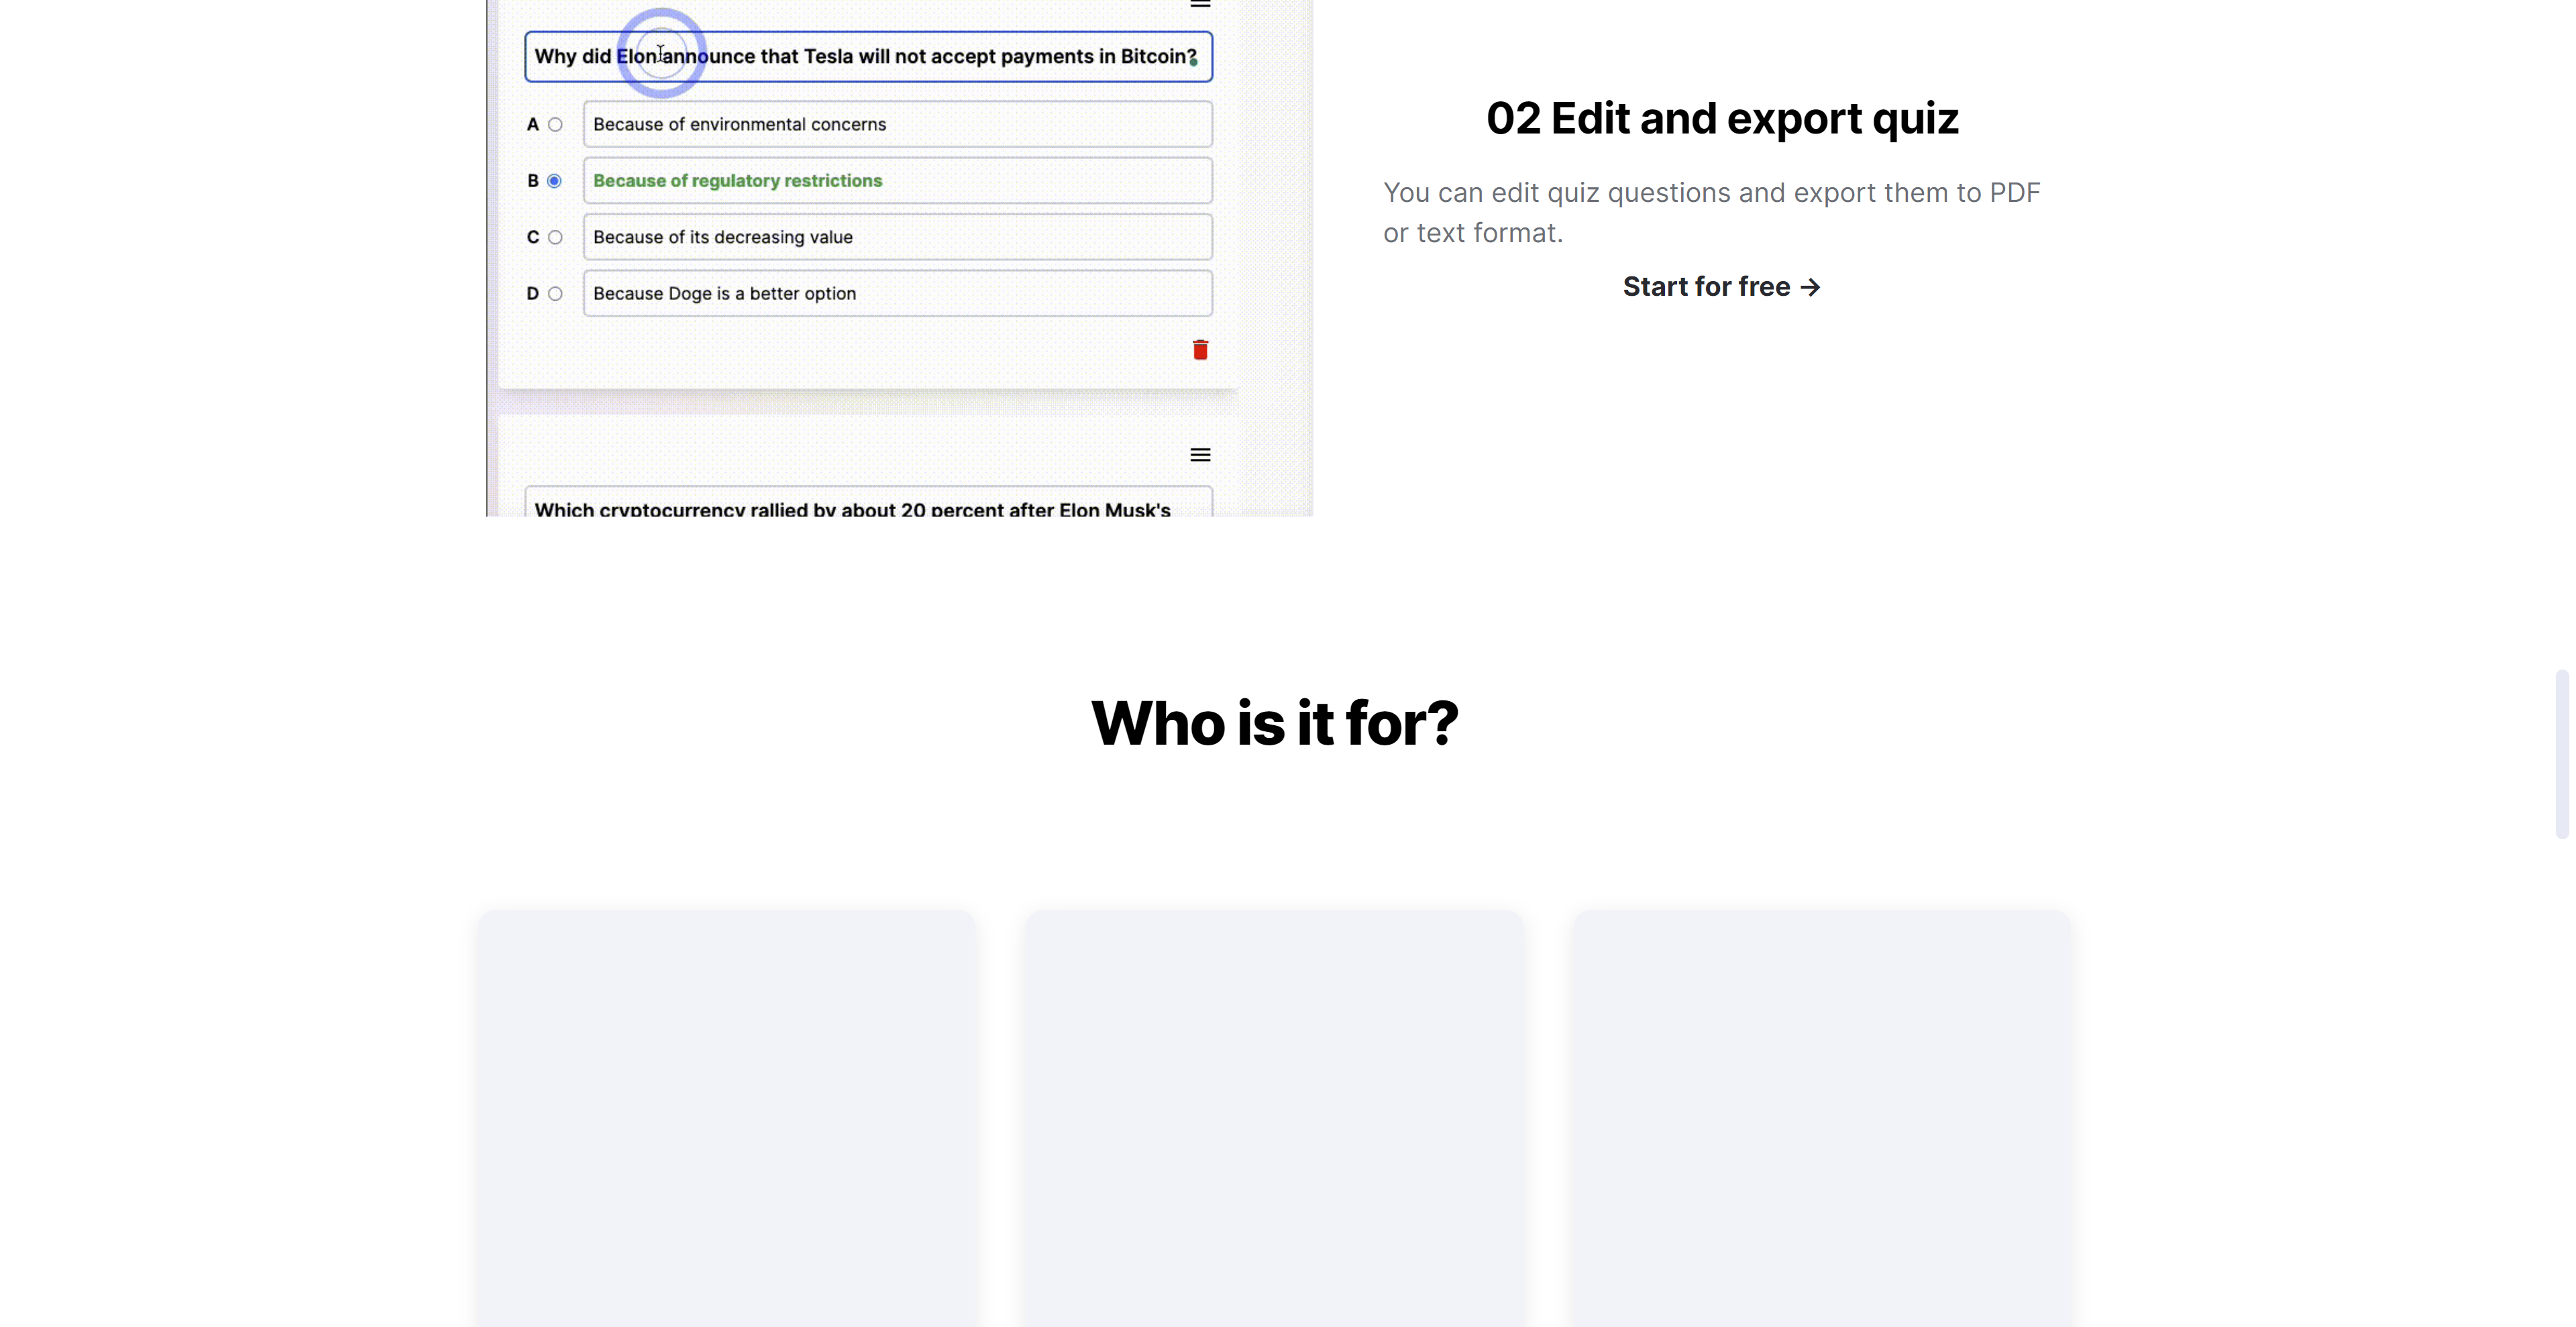 Why did Elon announce that Tesla will not accept payments in Bitcoin?
A Because of environmental concerns
B Because of regulatory restrictions
C Because of its decreasing value
D Because Doge is a better option
Which cryptocurrency rallied by about 20 percent after Elon Musk's
02 Edit and export quiz
You can edit quiz questions and export them to PDF
or text format.
Start for free →
Who is it for?